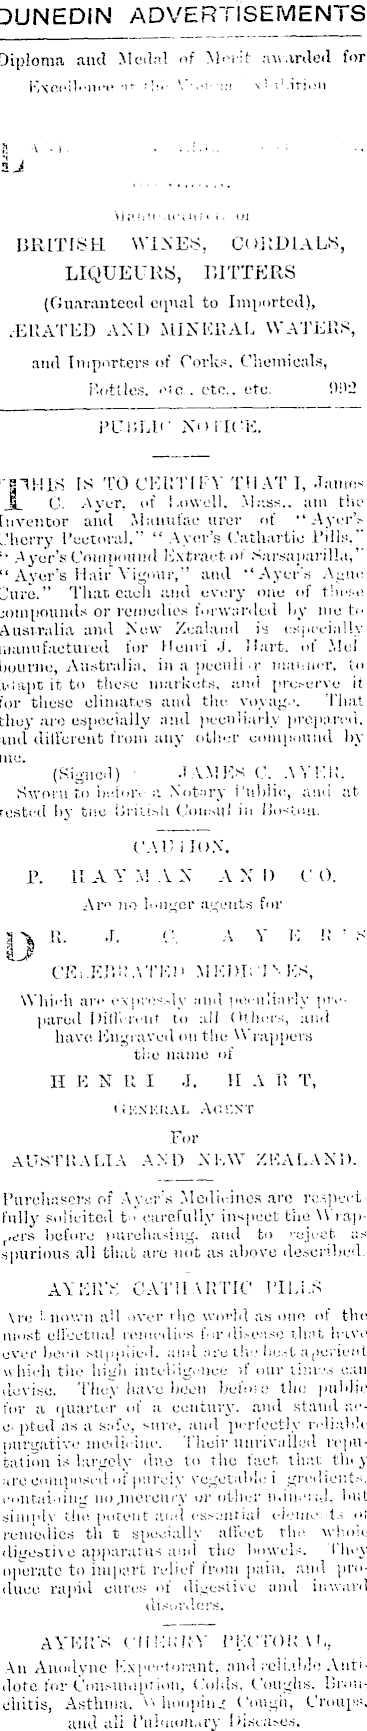 DUNEDIN ADVERTISEMENTS
Diploma and Medal of Merit awarded for
Excellence at the Vienna Exhibition
L
Manufacturers of
BRITISH WINES, CORDIALS,
LIQUEURS, BITTERS
(Guaranteed equal to Imported),
ÆRATED AND MINERAL WATERS,
and Importers of Corks, Chemicals,
Bottles, etc., etc., etc. 992
PUBLIC NOTICE.
THIS IS TO CERTIFY THAT I, James
C. Ayer, of Lowell, Mass., am the
Inventor and Manufac urer of "Ayer's
Cherry Pectoral," "Ayer's Cathartic Pills,"
"Ayer's Compound Extract of Sarsaparilla,"
"Ayer's Hair Vigour," and "Ayer's Ague
Cure." That each and every one of these
compounds or remedies forwarded by me to
Australia and New Zealand is especially
manufactured for Henri J. Hart, of Mel
bourne, Australia, in a peculiar manner, to
adapt it to these markets, and preserve it
for these climates and the voyage. That
they are especially and peculiarly prepared,
and different from any other compound by
me.
(Signed) JAMES C. AYER.
Sworn to before a Notary Public, and at
tested by the British Consul in Boston.
CAUTION.
P. HAYMAN AND CO.
Are no longer agents for
DR. J. C. AYER'S
CELEBRATED MEDICINES,
Which are expressly and peculiarly pre-
pared Different to all Others, and
have Engraved on the Wrappers
the name of
HENRI J. HART,
GENERAL AGENT
For
AUSTRALIA AND NEW ZEALAND.
Purchasers of Ayer's Medicines are respect-
fully solicited to carefully inspect the Wrap-
pers before purchasing, and to reject as
spurious all that are not as above described.
AYER'S CATHARTIC PILLS
Are known all over the world as one of the
most effectual remedies for disease that have
ever been supplied, and are the best aperient
which the high intelligence of our times can
devise. They have been before the public
for a quarter of a century, and stand ac-
cepted as a safe, sure, and perfectly reliable
purgative medicine. Their unrivalled repu-
tation is largely due to the fact that they
are composed of purely vegetable i gredients,
containing no mercury or other mineral, but
simply the potent and essential elements of
remedies th t specially affect the whole
digestive apparatus and the bowels. They
operate to impart relief from pain, and pro-
duce rapid cures of digestive and inward
disorders.
AYER'S CHERRY PECTORAL,
An Anodyne Expectorant, and reliable Anti-
dote for Consumption, Colds, Coughs, Bron-
chitis, Asthma, Whooping Cough, Croups,
and all Pulmonary Diseases.